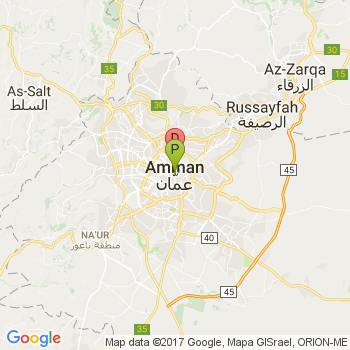 35
Az-Zarqa
الزرقاء
30
As-Salt
السلط
30
Russayfah
الرصيفة
D
P
Amman
عمان
45
NA'UR
منطقة ناعور
40
45
35
Google
Map data ©2017 Google, Mapa GISrael, ORION-ME